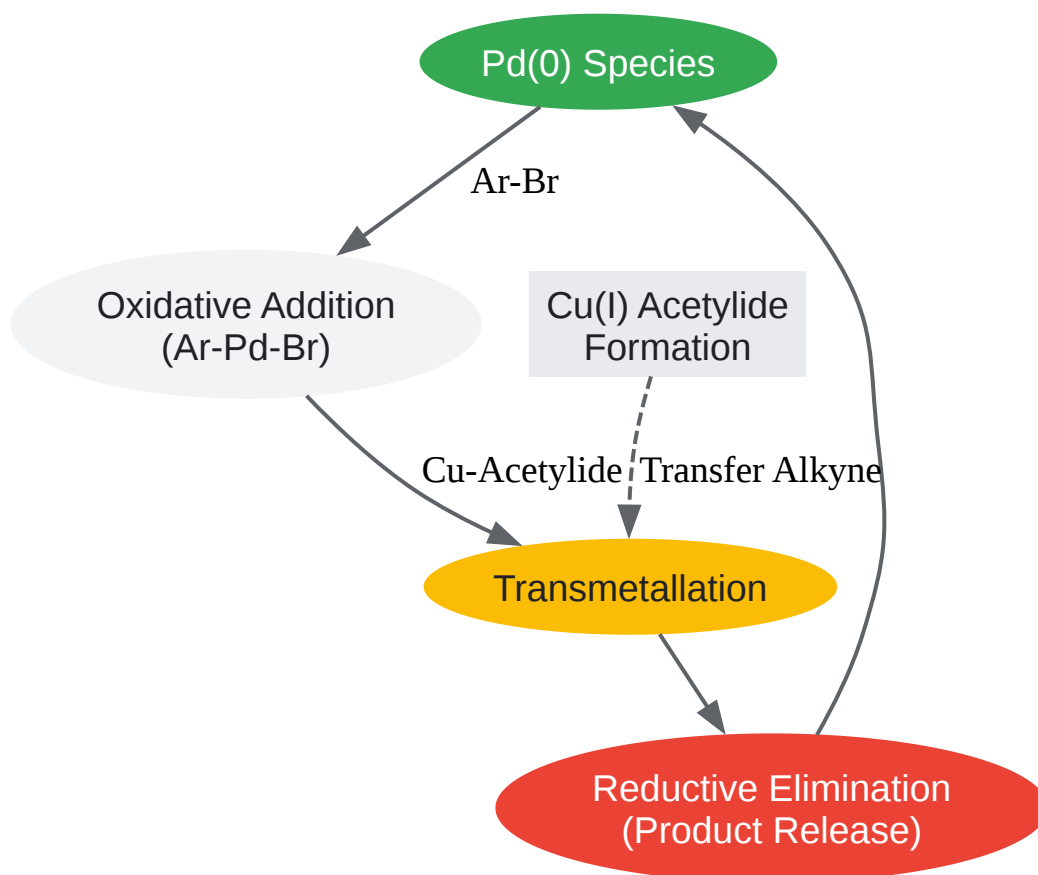 Pd(0) Species
Ar-Br
Oxidative Addition
(Ar-Pd-Br)
Cu(I) Acetylide
Formation
Cu-Acetylide
Transfer Alkyne
Transmetallation
Reductive Elimination
(Product Release)